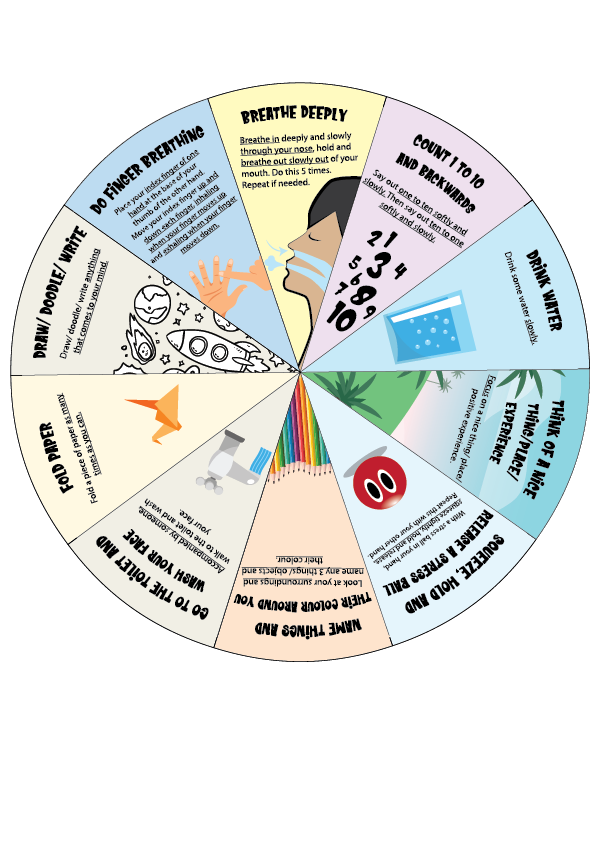 BREATHE DEEPLY
Breathe in deeply and slowly
through your nose, hold and
breathe out slowly out of your
mouth. Do this 5 times.
Repeat if needed.
COUNT 1 TO 10
AND BACKWARDS
Say out one to ten softly and
slowly. Then say out ten to one
softly and slowly.
2 1
5 3 4
6
7 8 9
10
DRINK WATER
Drink some water slowly.
THINK OF A NICE
THING/PLACE/
EXPERIENCE
Focus on a nice thing/ place/
positive experience.
SQUEEZE, HOLD AND
RELEASE A STRESS BALL
With a stress ball in your hand,
squeeze tightly, hold and release.
Repeat this with your other
hand.
NAME THINGS AND
THEIR COLOUR AROUND YOU
Look at your surroundings and
name any 3 things/ objects and
their colour.
GO TO THE TOILET AND
WASH YOUR FACE
Accompanied by someone,
walk to the toilet and wash
your face.
FOLD PAPER
Fold a piece of paper as many
times as you can.
DRAW/ DOODLE/ WRITE
Draw/ doodle/ write anything
that comes to your mind.
DO FINGER BREATHING
Place your index finger of one
hand at the base of your
thumb of the other hand.
Move your index finger up and
down each finger, inhaling
when your finger moves up
and exhaling when your finger
moves down.